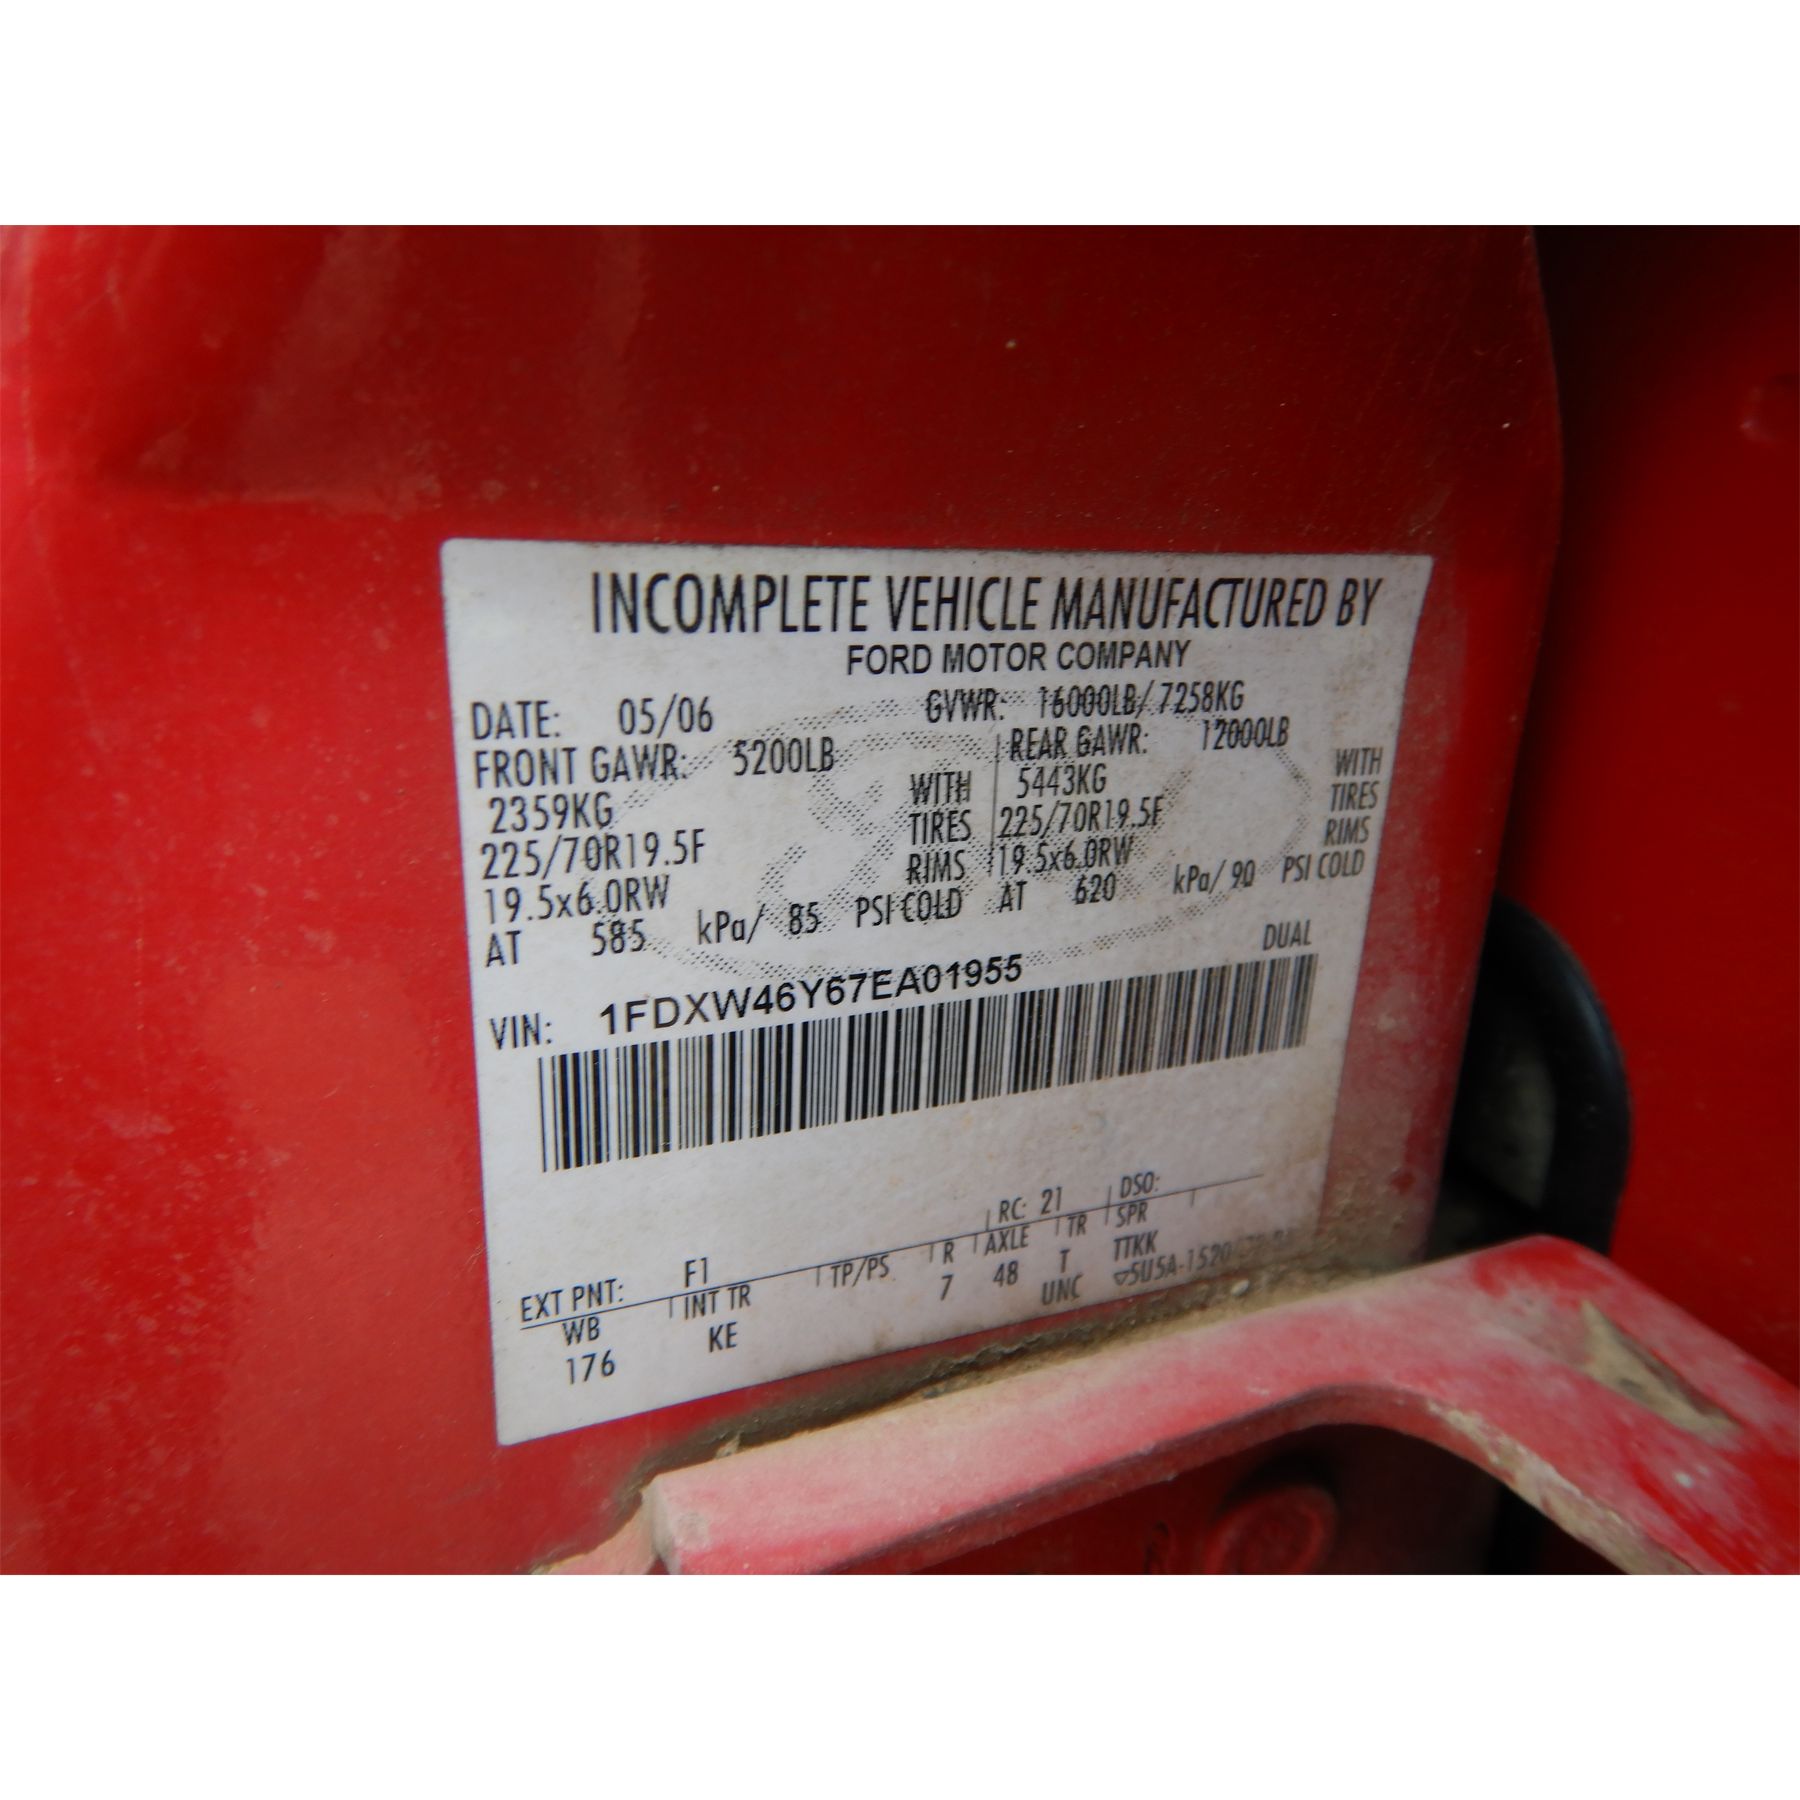 INCOMPLETE VEHICLE MANUFACTURED BY
FORD MOTOR COMPANY
DATE: 05/06 GVWR: 16000LB/ 7258KG
FRONT GAWR: 5200LB REAR GAWR: 12000LB
2359KG WITH 5443KG WITH
225/70R19.5F TIRES 225/70R19.5F TIRES
19.5x6.0RW RIMS 19.5x6.0RW RIMS
AT 585 kPa/ 85 PSI COLD AT 620 kPa/ 90 PSI COLD
DUAL
VIN: 1FDXW46Y67EA01955
EXT PNT: F1 RC: 21 DSO:
WB INT TR TP/PS R AXLE TR SPR
176 KE 7 48 T TTKK
UNC